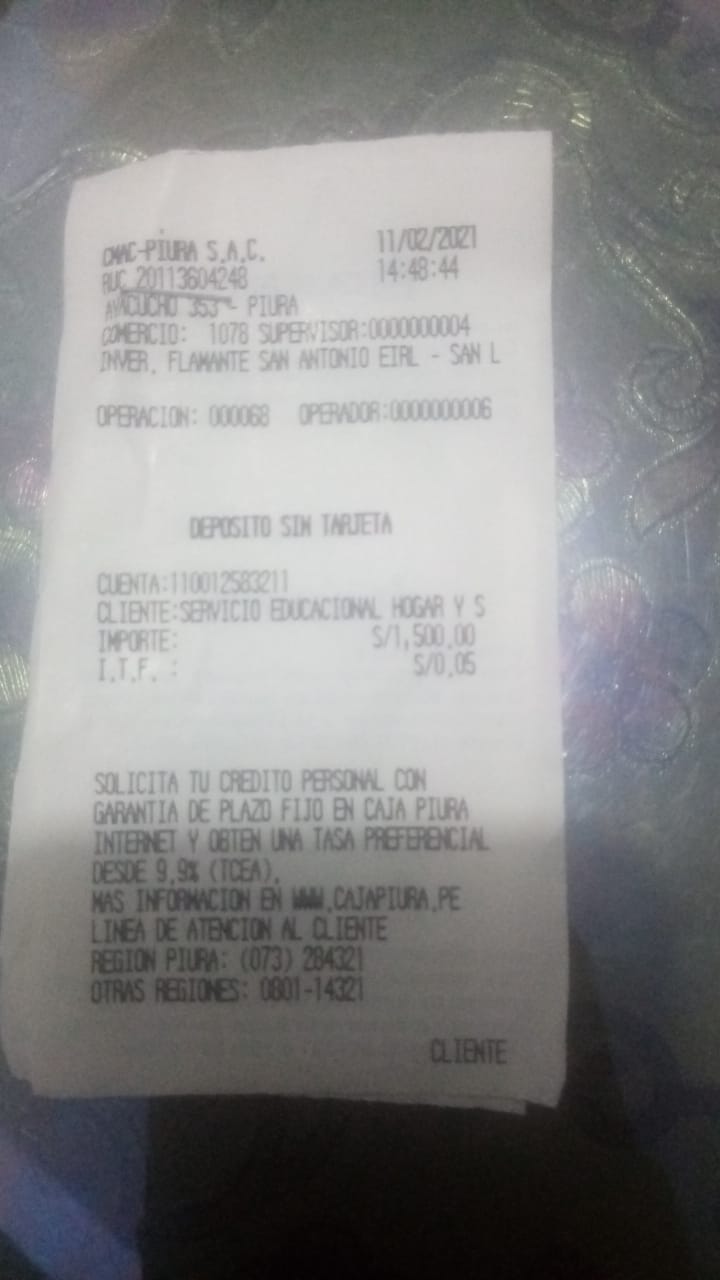 CMAC-PIURA S.A.C. 11/02/2021
RUC 20113604248 14:48:44
AYACUCHO 353 - PIURA
COMERCIO: 1078 SUPERVISOR:0000000004
INVER. FLAMANTE SAN ANTONIO EIRL - SAN L
OPERACION: 000068 OPERADOR:0000000006
DEPOSITO SIN TARJETA
CUENTA:110012583211
CLIENTE:SERVICIO EDUCACIONAL HOGAR Y S
IMPORTE: S/1,500.00
I.T.F. : S/0.05
SOLICITA TU CREDITO PERSONAL CON
GARANTIA DE PLAZO FIJO EN CAJA PIURA
INTERNET Y OBTEN UNA TASA PREFERENCIAL
DESDE 9.9% (TCEA).
MAS INFORMACION EN WWW.CAJAPIURA.PE
LINEA DE ATENCION AL CLIENTE
REGION PIURA: (073) 284321
OTRAS REGIONES: 0801-14321
CLIENTE